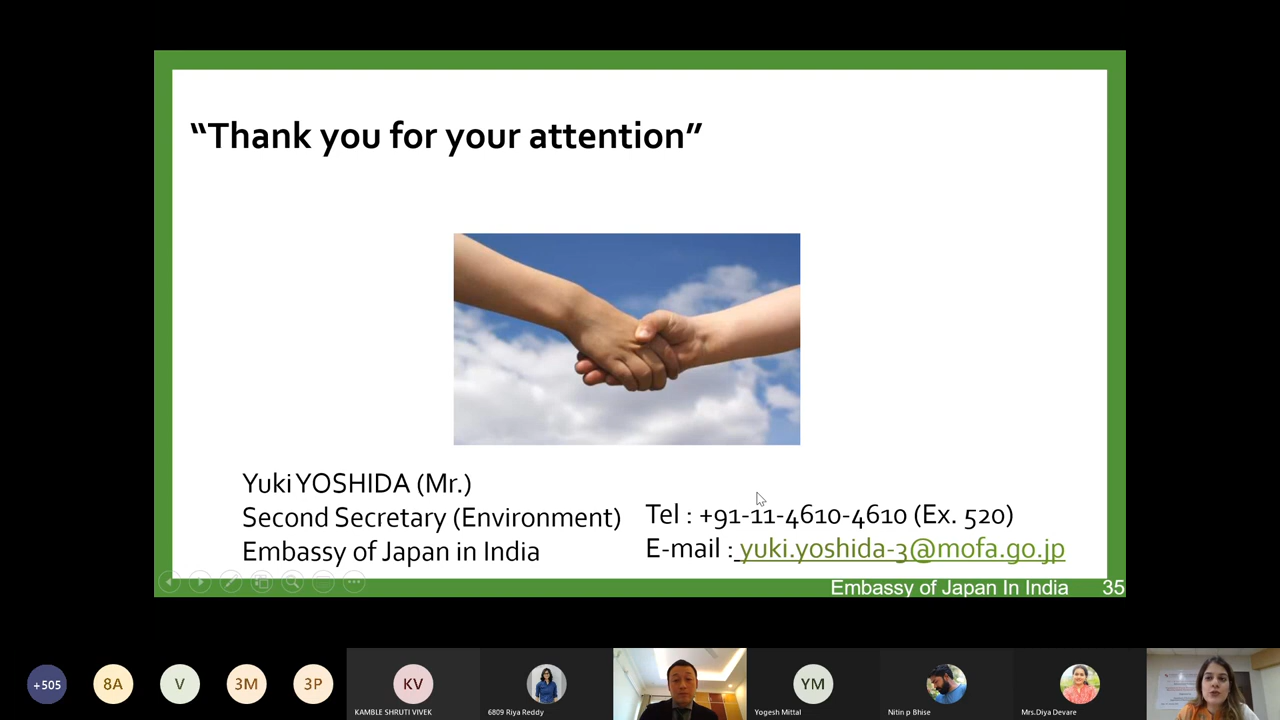 “Thank you for your attention”
Yuki YOSHIDA (Mr.)
Second Secretary (Environment)
Embassy of Japan in India
Tel : +91-11-4610-4610 (Ex. 520)
E-mail : yuki.yoshida-3@mofa.go.jp
Embassy of Japan In India 35
+505
8A
V
3M
3P
KV
KAMBLE SHRUTI VIVEK
6809 Riya Reddy
YM
Yogesh Mittal
Nitin p Bhise
Mrs.Diya Devare